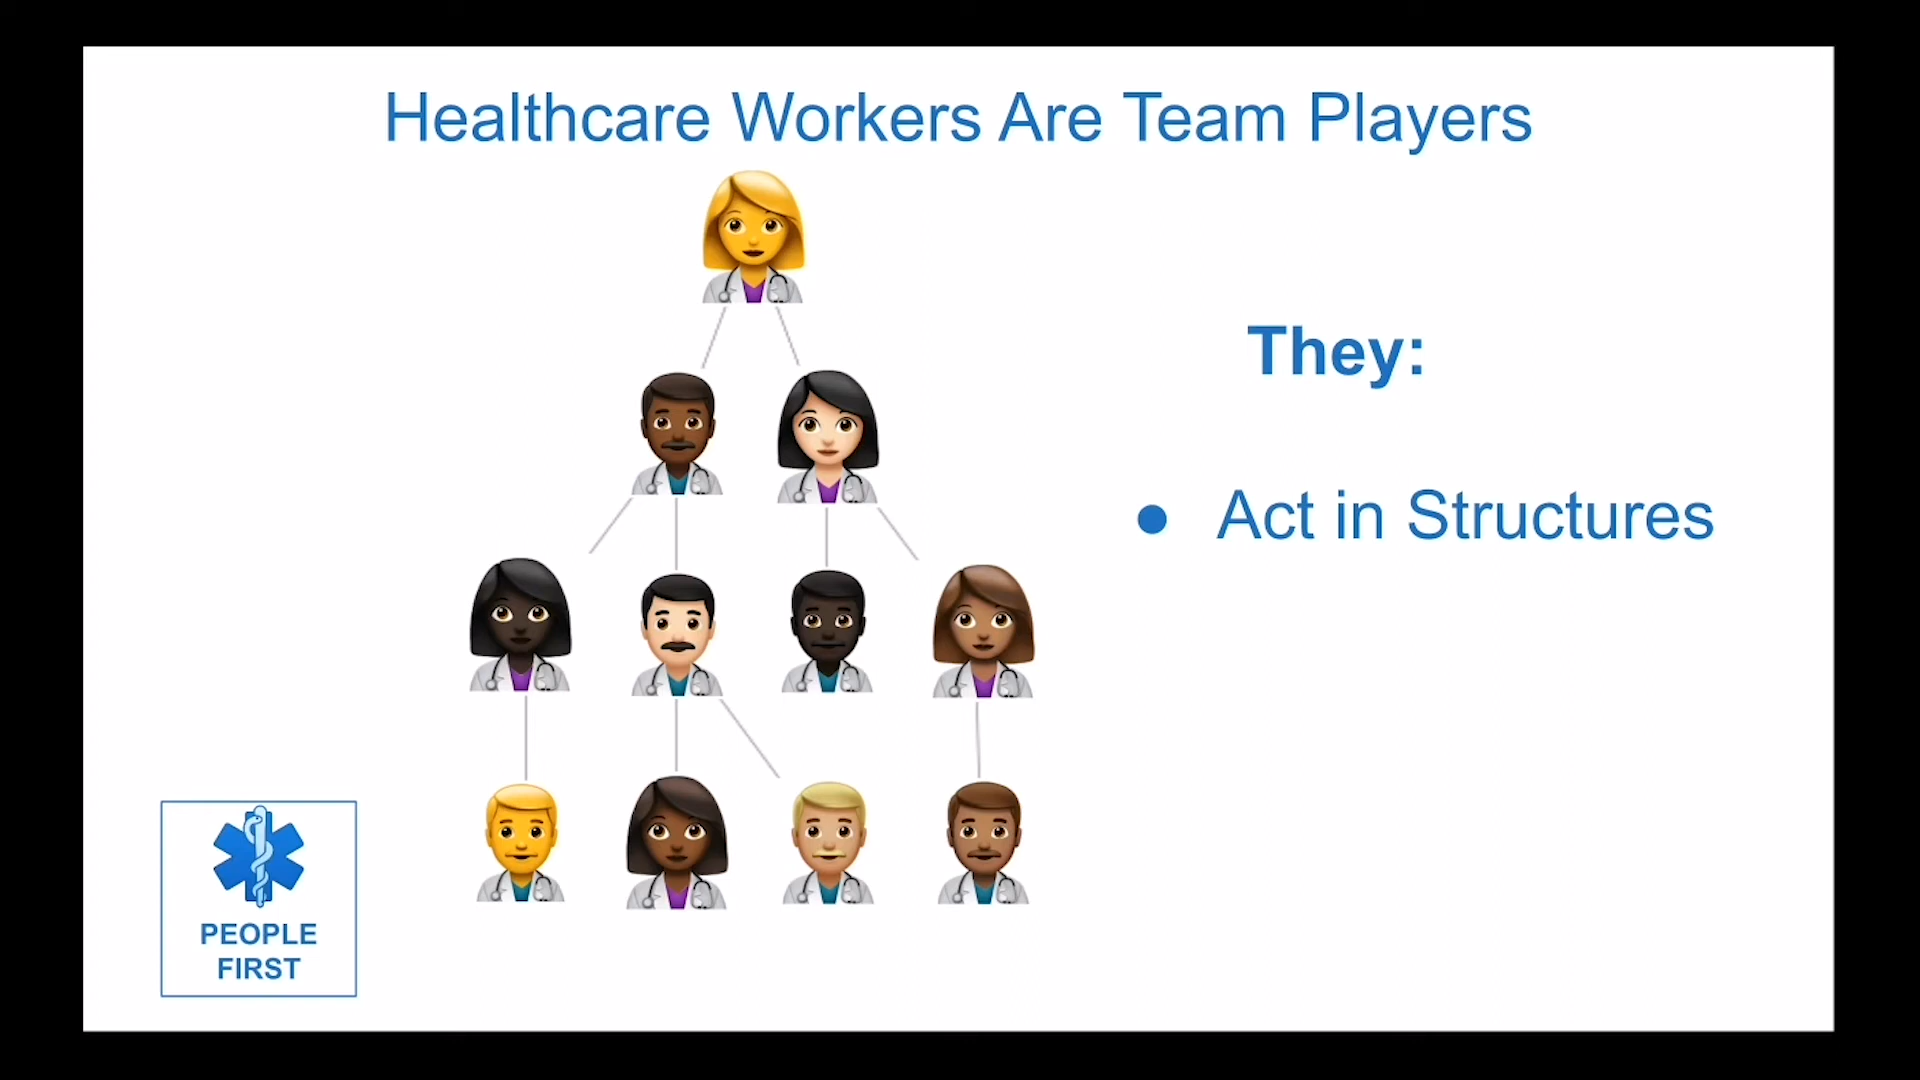 Healthcare Workers Are Team Players
They:
● Act in Structures
PEOPLE
FIRST